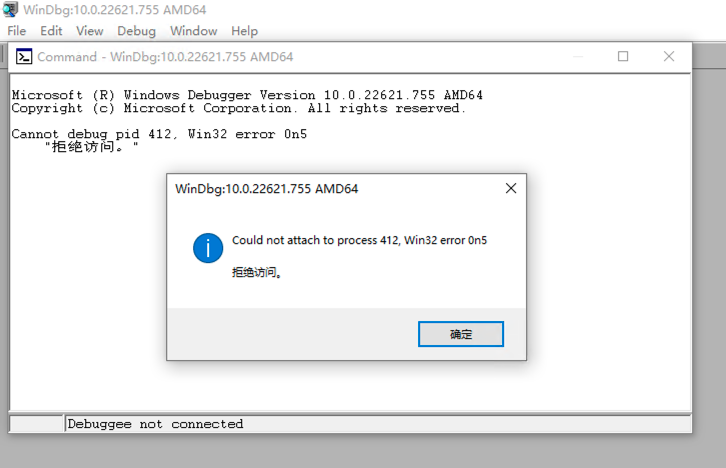 WinDbg:10.0.22621.755 AMD64
File Edit View Debug Window Help
Command - WinDbg:10.0.22621.755 AMD64
Microsoft (R) Windows Debugger Version 10.0.22621.755 AMD64
Copyright (c) Microsoft Corporation. All rights reserved.
Cannot debug pid 412, Win32 error 0n5
"拒绝访问。"
WinDbg:10.0.22621.755 AMD64
Could not attach to process 412, Win32 error 0n5
拒绝访问。
确定
Debuggee not connected